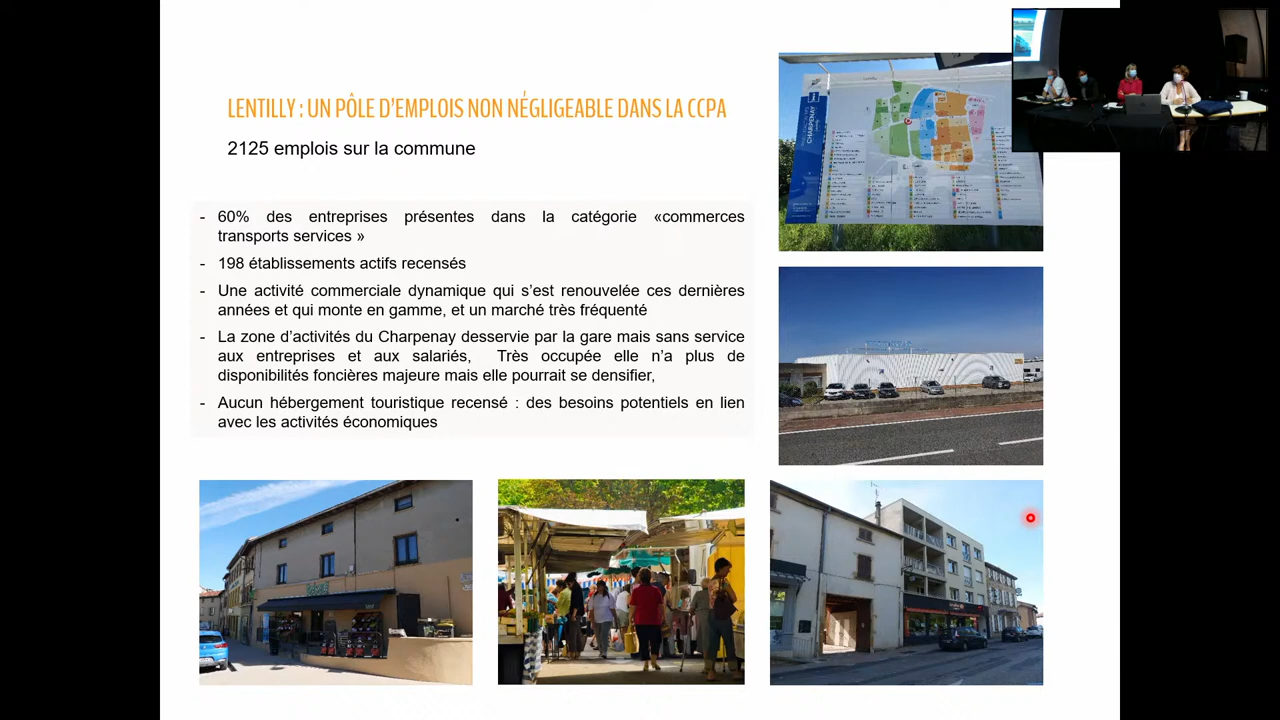 LENTILLY : UN PÔLE D'EMPLOIS NON NÉGLIGEABLE DANS LA CCPA
2125 emplois sur la commune
- 60% des entreprises présentes dans la catégorie «commerces
transports services »
- 198 établissements actifs recensés
- Une activité commerciale dynamique qui s'est renouvelée ces dernières
années et qui monte en gamme, et un marché très fréquenté
- La zone d'activités du Charpenay desservie par la gare mais sans service
aux entreprises et aux salariés, Très occupée elle n'a plus de
disponibilités foncières majeure mais elle pourrait se densifier,
- Aucun hébergement touristique recensé : des besoins potentiels en lien
avec les activités économiques
CHARPENAY